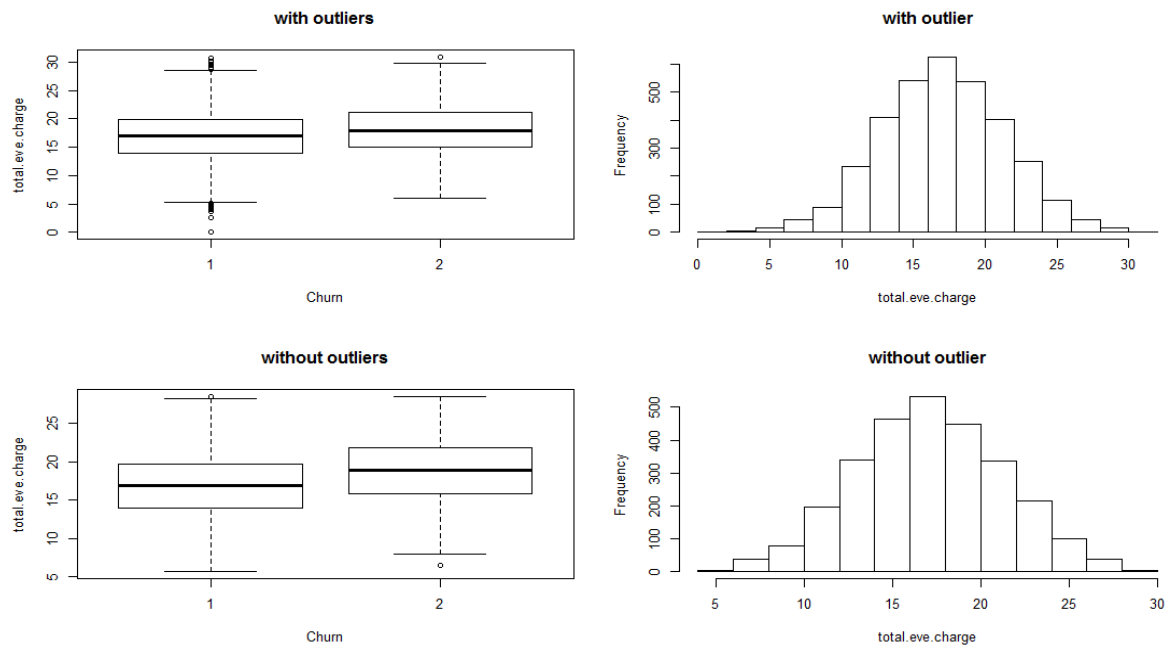 with outliers
total.eve.charge
0 5 10 15 20 25 30
1 2
Churn
with outlier
Frequency
0 100 300 500
0 5 10 15 20 25 30
total.eve.charge
without outliers
total.eve.charge
5 10 15 20 25
1 2
Churn
without outlier
Frequency
0 100 200 300 400 500
5 10 15 20 25 30
total.eve.charge